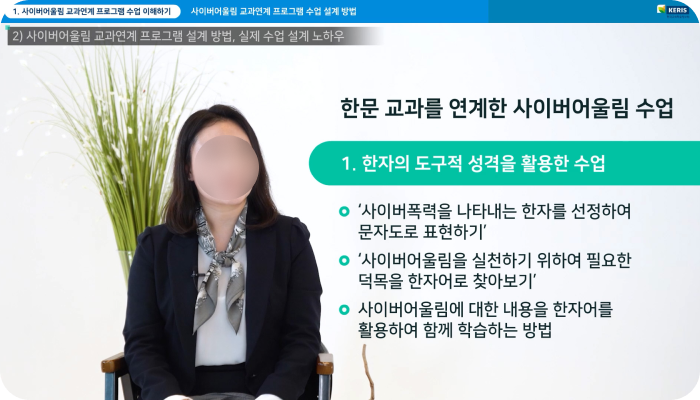 1. 사이버어울림 교과연계 프로그램 수업 이해하기
사이버어울림 교과연계 프로그램 수업 설계 방법
KERIS
2) 사이버어울림 교과연계 프로그램 설계 방법, 실제 수업 설계 노하우
한문 교과를 연계한 사이버어울림 수업
1. 한자의 도구적 성격을 활용한 수업
‘사이버폭력을 나타내는 한자를 선정하여
문자도로 표현하기’
‘사이버어울림을 실천하기 위하여 필요한
덕목을 한자어로 찾아보기’
사이버어울림에 대한 내용을 한자어를
활용하여 함께 학습하는 방법